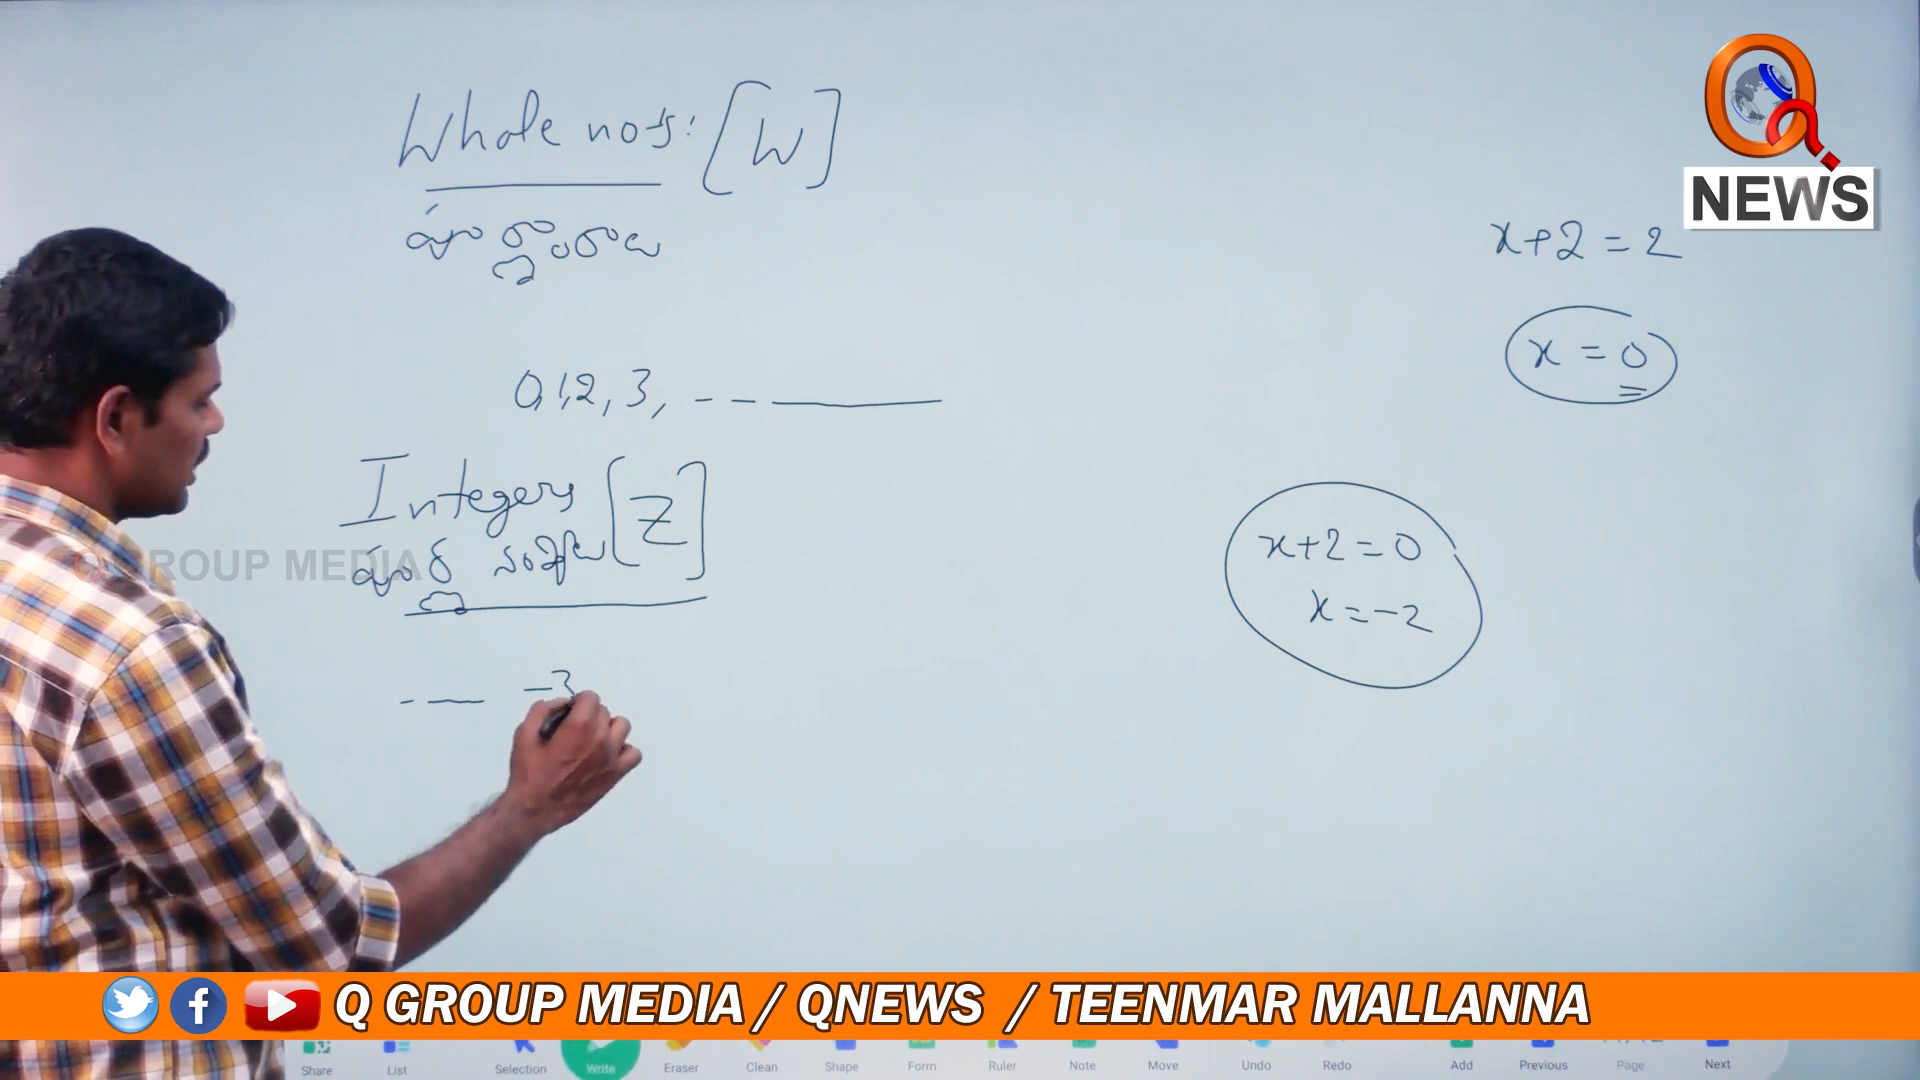 Whole no-s: [W]
పూర్ణాంకాలు
0,1,2,3, -- ——
Integers [Z]
పూర్ణ సంఖ్యలు
-— -3
x+2=2
x=0
x+2=0
x=-2
Q
NEWS
Q GROUP MEDIA
Q GROUP MEDIA / QNEWS / TEENMAR MALLANNA
Share List Selection Write Eraser Clean Shape Form Ruler Note Move Undo Redo Add Previous Page Next